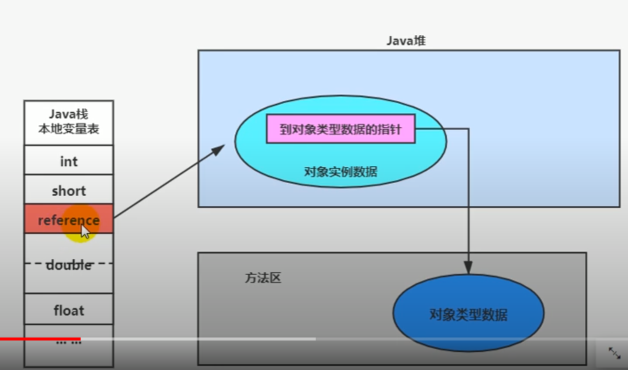 Java堆
Java栈
本地变量表
int
short
reference
double
float
... ...
到对象类型数据的指针
对象实例数据
方法区
对象类型数据